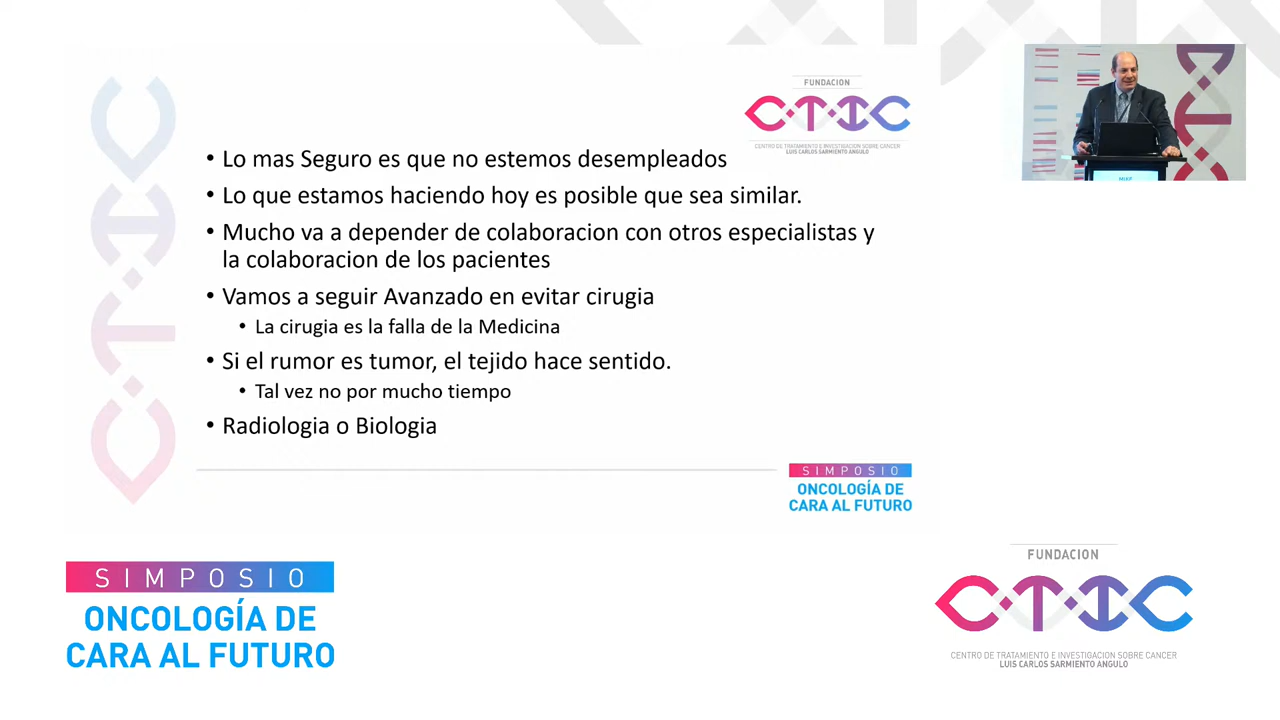 FUNDACION
C·T·I·C
CENTRO DE TRATAMIENTO E INVESTIGACION SOBRE CANCER
LUIS CARLOS SARMIENTO ANGULO
• Lo mas Seguro es que no estemos desempleados
• Lo que estamos haciendo hoy es posible que sea similar.
• Mucho va a depender de colaboracion con otros especialistas y
la colaboracion de los pacientes
• Vamos a seguir Avanzado en evitar cirugia
• La cirugia es la falla de la Medicina
• Si el rumor es tumor, el tejido hace sentido.
• Tal vez no por mucho tiempo
• Radiologia o Biologia
C·T·I·C
SIMPOSIO
ONCOLOGÍA DE
CARA AL FUTURO
SIMPOSIO
ONCOLOGÍA DE
CARA AL FUTURO
FUNDACION
C·T·I·C
CENTRO DE TRATAMIENTO E INVESTIGACION SOBRE CANCER
LUIS CARLOS SARMIENTO ANGULO